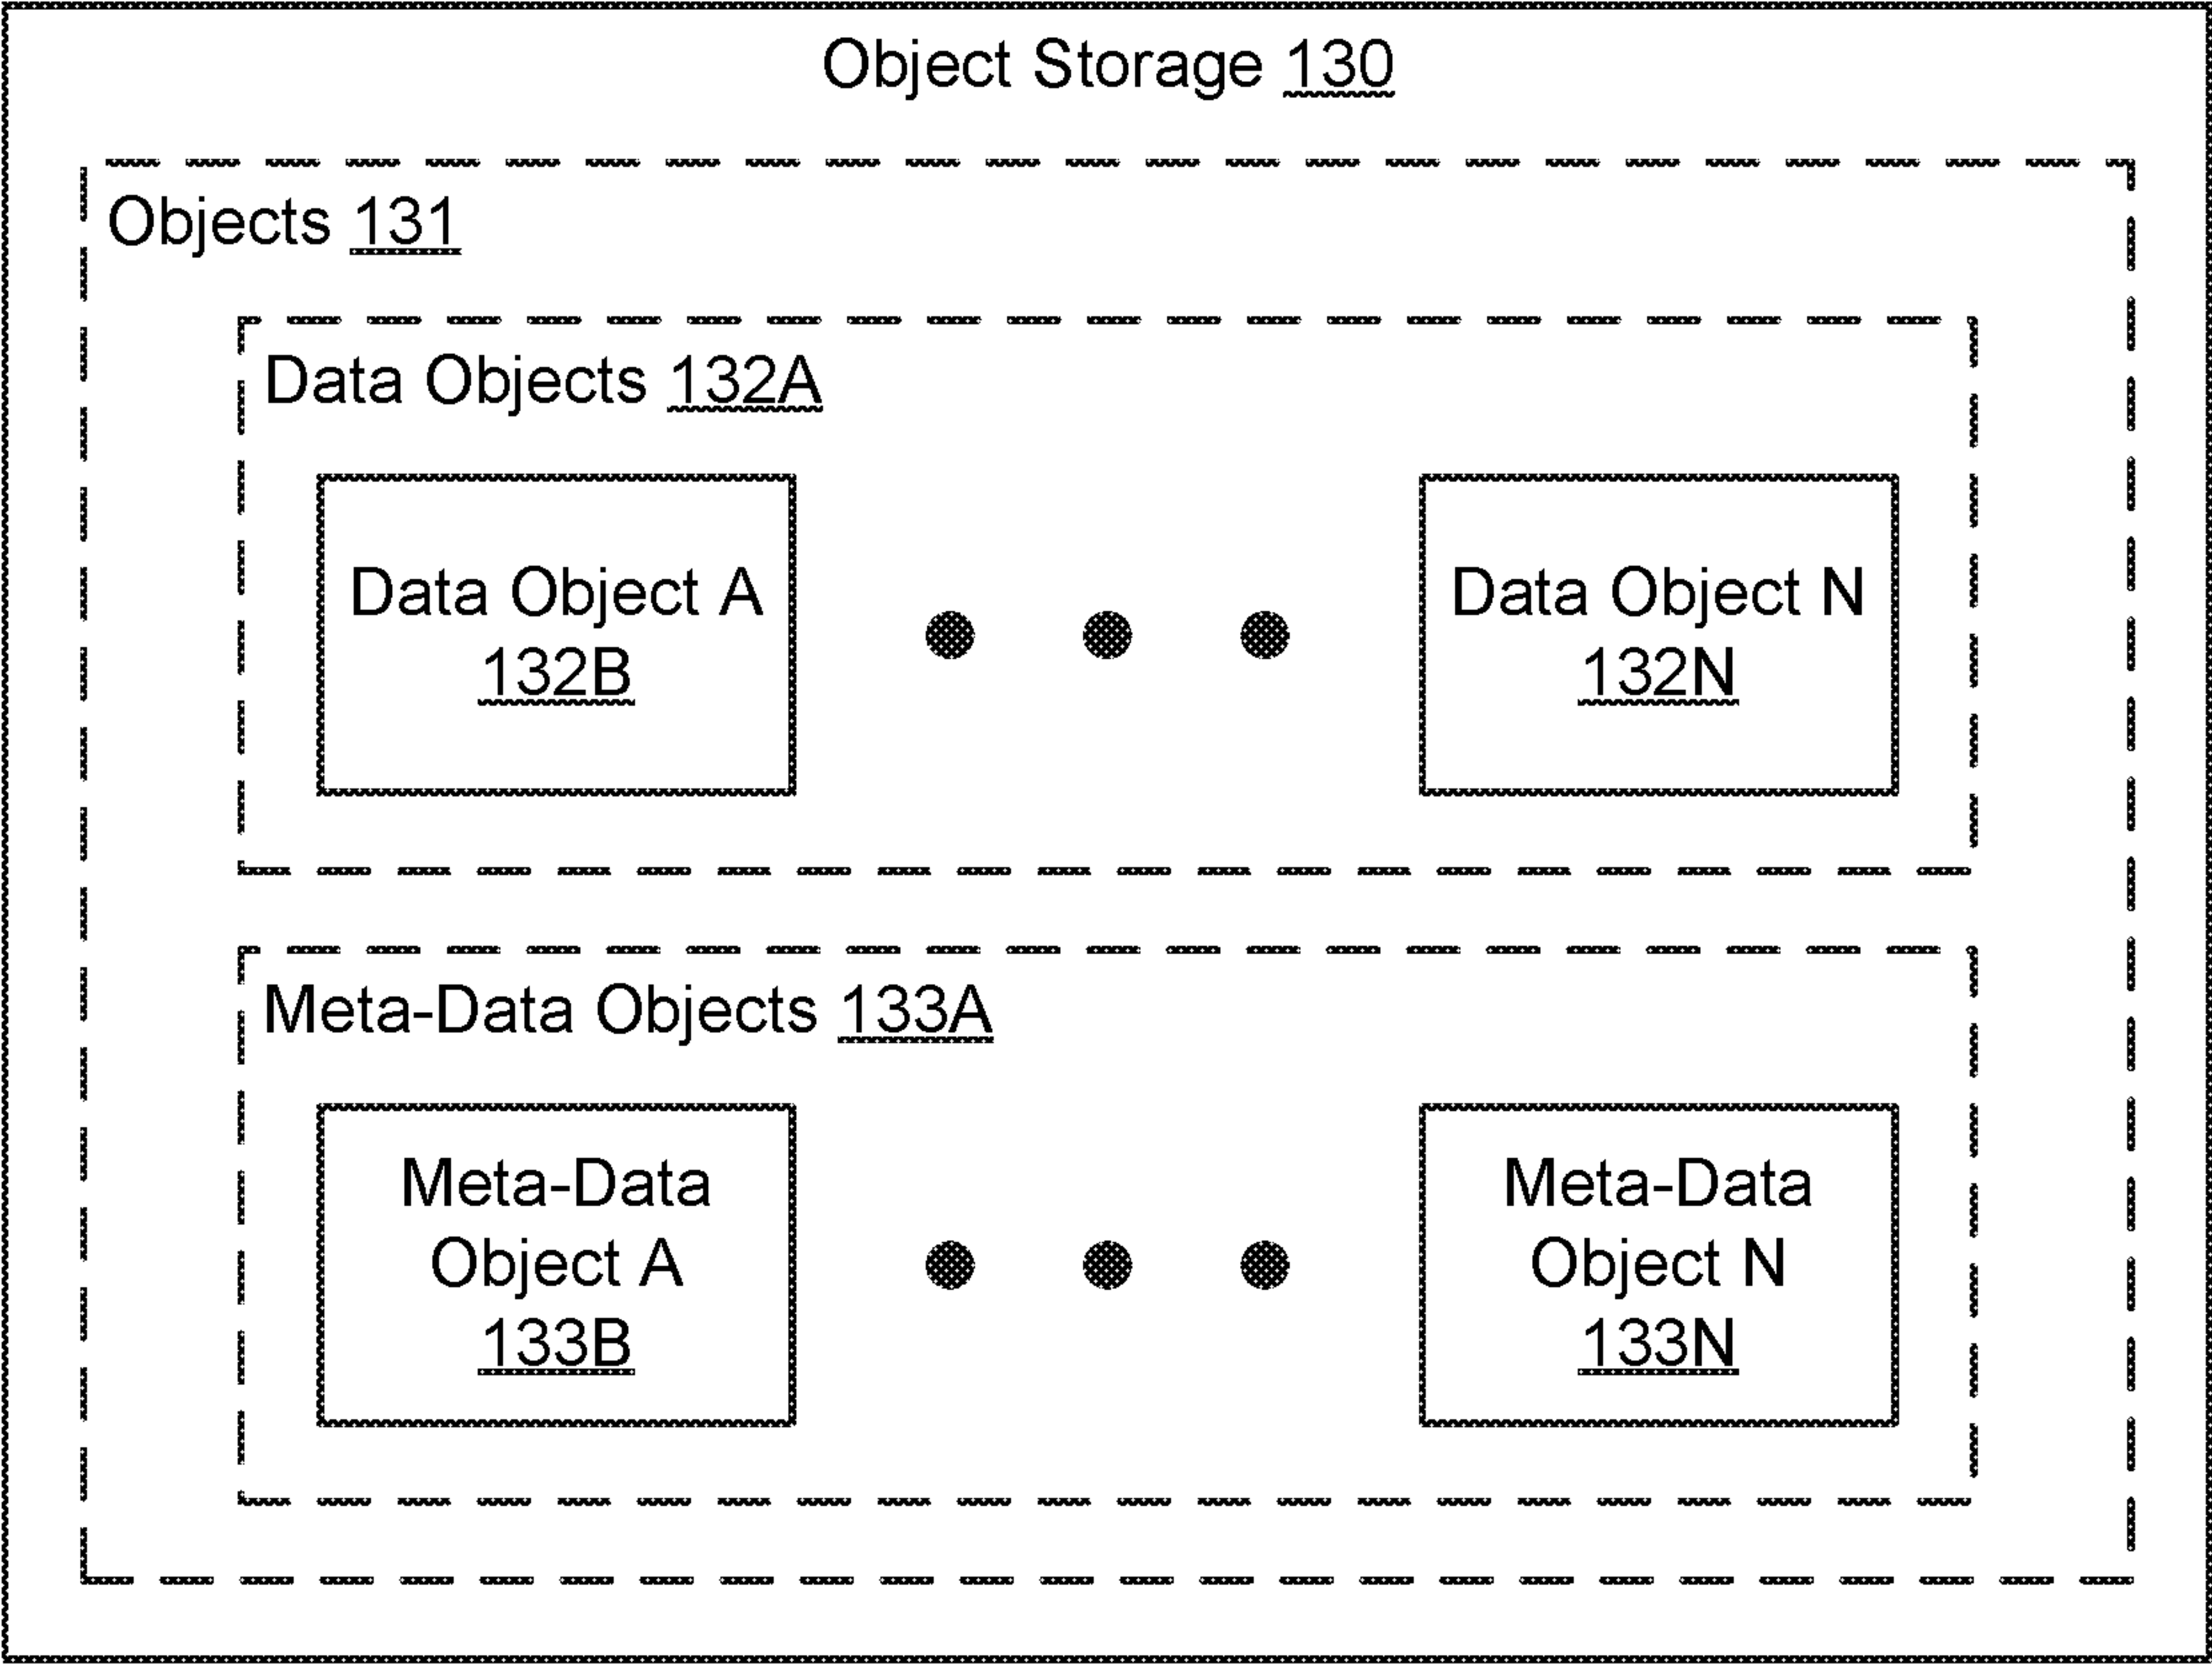 Object Storage 130
Objects 131
Data Objects 132A
Data Object A
132B
Data Object N
132N
Meta-Data Objects 133A
Meta-Data
Object A
133B
Meta-Data
Object N
133N